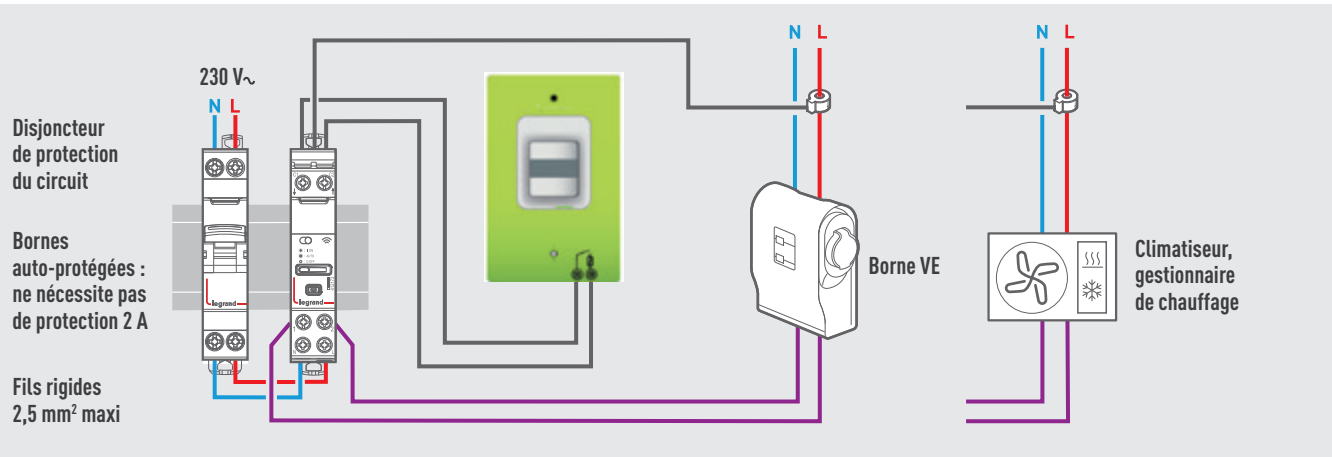 N L
N L
230 V~
N L
Disjoncteur
de protection
du circuit
Bornes
auto-protégées :
ne nécessite pas
de protection 2 A
Fils rigides
2,5 mm² maxi
legrand
legrand
Borne VE
Climatiseur,
gestionnaire
de chauffage